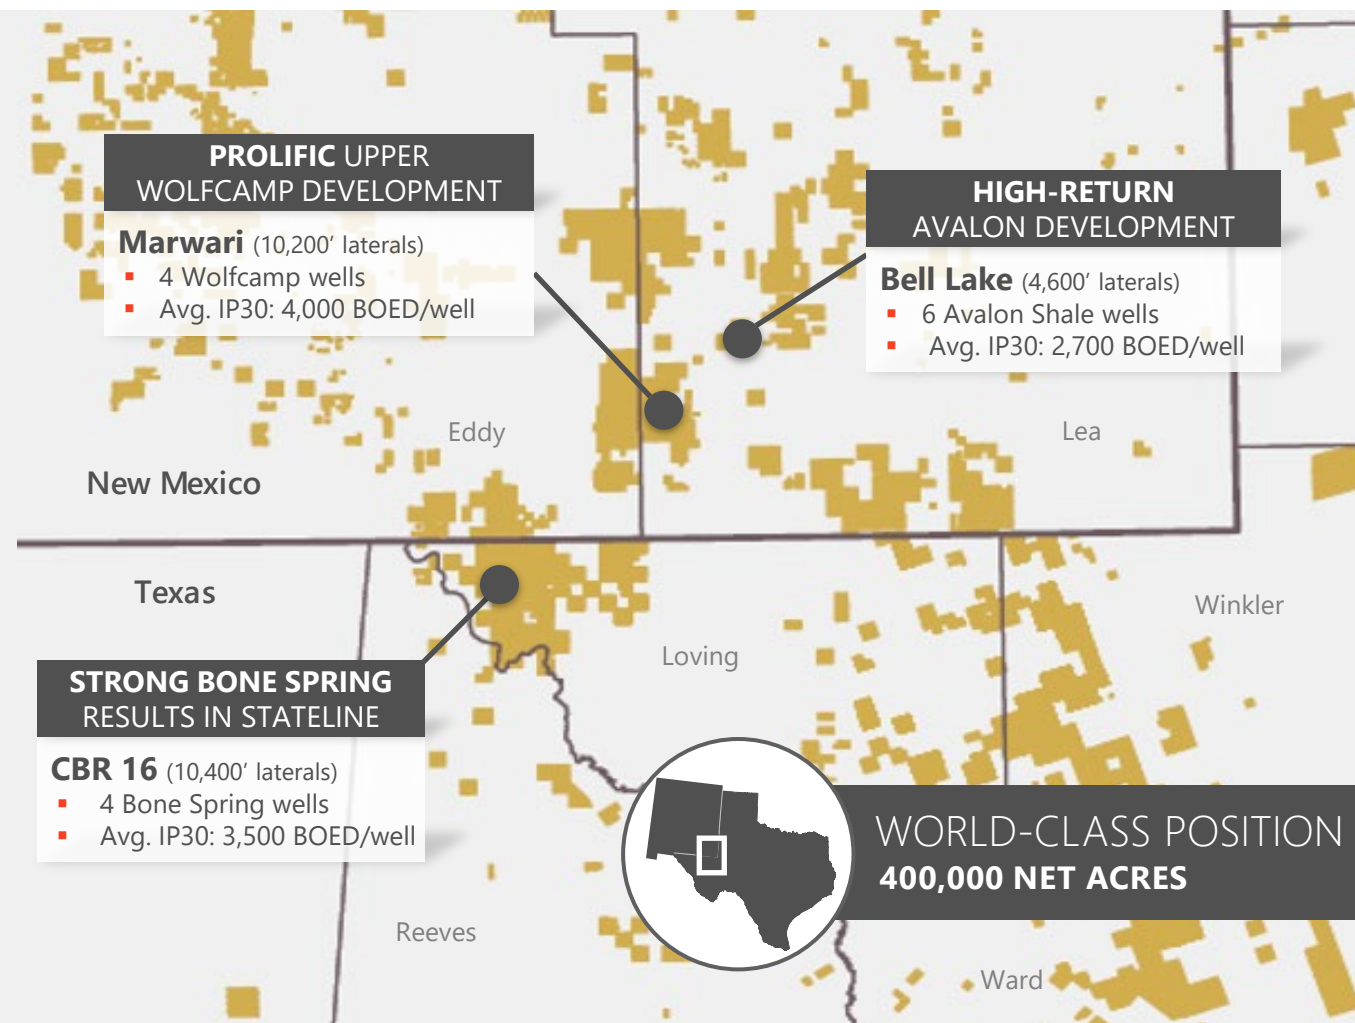 PROLIFIC UPPER
WOLFCAMP DEVELOPMENT
Marwari (10,200’ laterals)
▪ 4 Wolfcamp wells
▪ Avg. IP30: 4,000 BOED/well
HIGH-RETURN
AVALON DEVELOPMENT
Bell Lake (4,600’ laterals)
▪ 6 Avalon Shale wells
▪ Avg. IP30: 2,700 BOED/well
Eddy
Lea
New Mexico
Texas
Winkler
Loving
STRONG BONE SPRING
RESULTS IN STATELINE
CBR 16 (10,400’ laterals)
▪ 4 Bone Spring wells
▪ Avg. IP30: 3,500 BOED/well
WORLD-CLASS POSITION
400,000 NET ACRES
Reeves
Ward